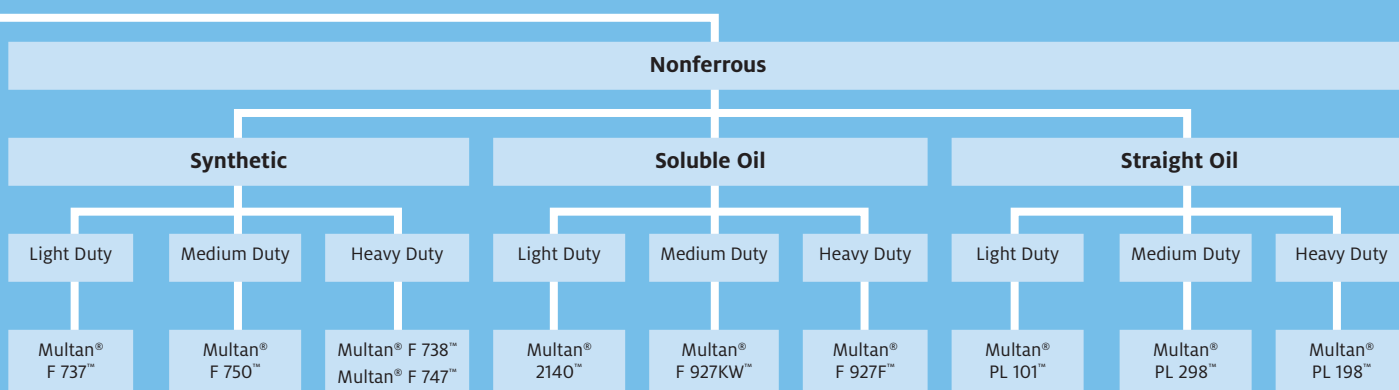 Nonferrous
Synthetic
Soluble Oil
Straight Oil
Light Duty
Medium Duty
Heavy Duty
Light Duty
Medium Duty
Heavy Duty
Light Duty
Medium Duty
Heavy Duty
Multan®
F 737™
Multan®
F 750™
Multan® F 738™
Multan® F 747™
Multan®
2140™
Multan®
F 927KW™
Multan®
F 927F™
Multan®
PL 101™
Multan®
PL 298™
Multan®
PL 198™